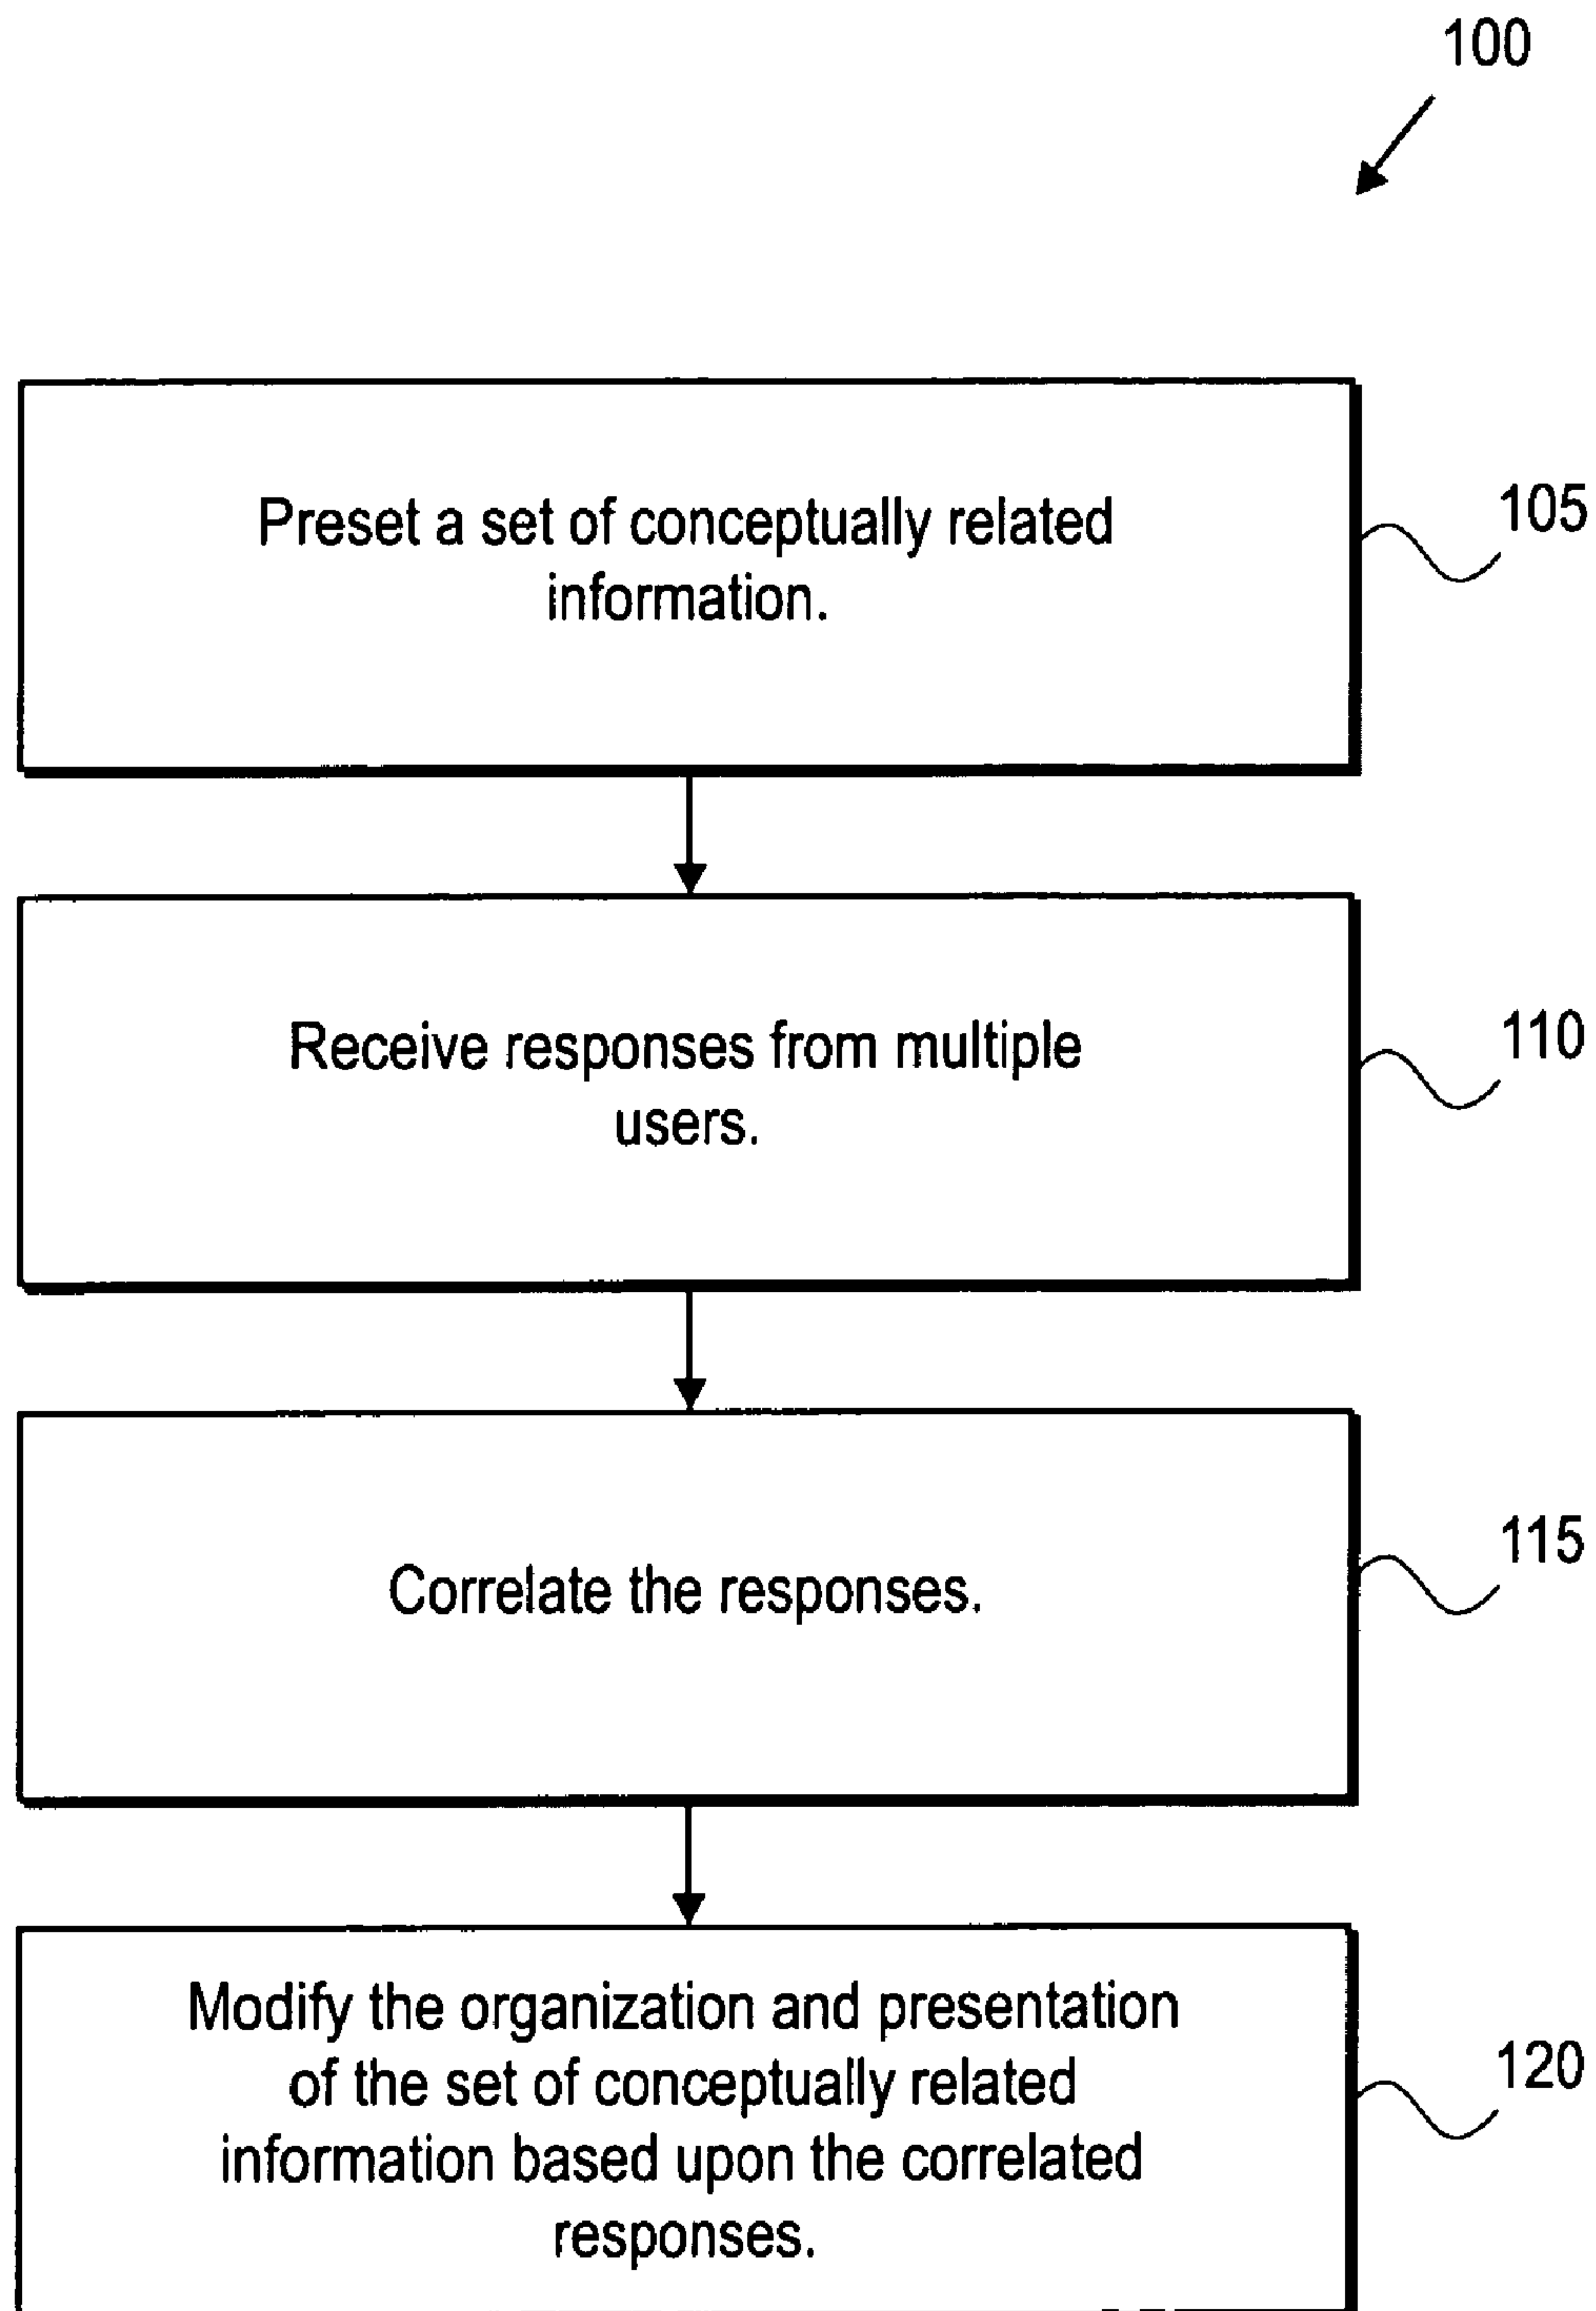 100
Preset a set of conceptually related
information.
105
Receive responses from multiple
users.
110
Correlate the responses.
115
Modify the organization and presentation
of the set of conceptually related
information based upon the correlated
responses.
120